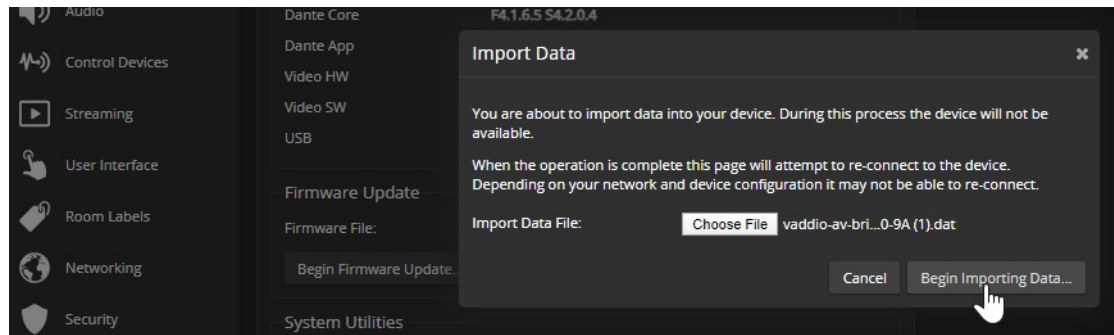 Audio
Control Devices
Streaming
User Interface
Room Labels
Networking
Security
Dante Core F4.1.6.5 S4.2.0.4
Dante App
Video HW
Video SW
USB
Firmware Update
Firmware File:
Begin Firmware Update...
System Utilities
Import Data
You are about to import data into your device. During this process the device will not be
available.
When the operation is complete this page will attempt to re-connect to the device.
Depending on your network and device configuration it may not be able to re-connect.
Import Data File: Choose File vaddio-av-bri...0-9A (1).dat
Cancel Begin Importing Data...